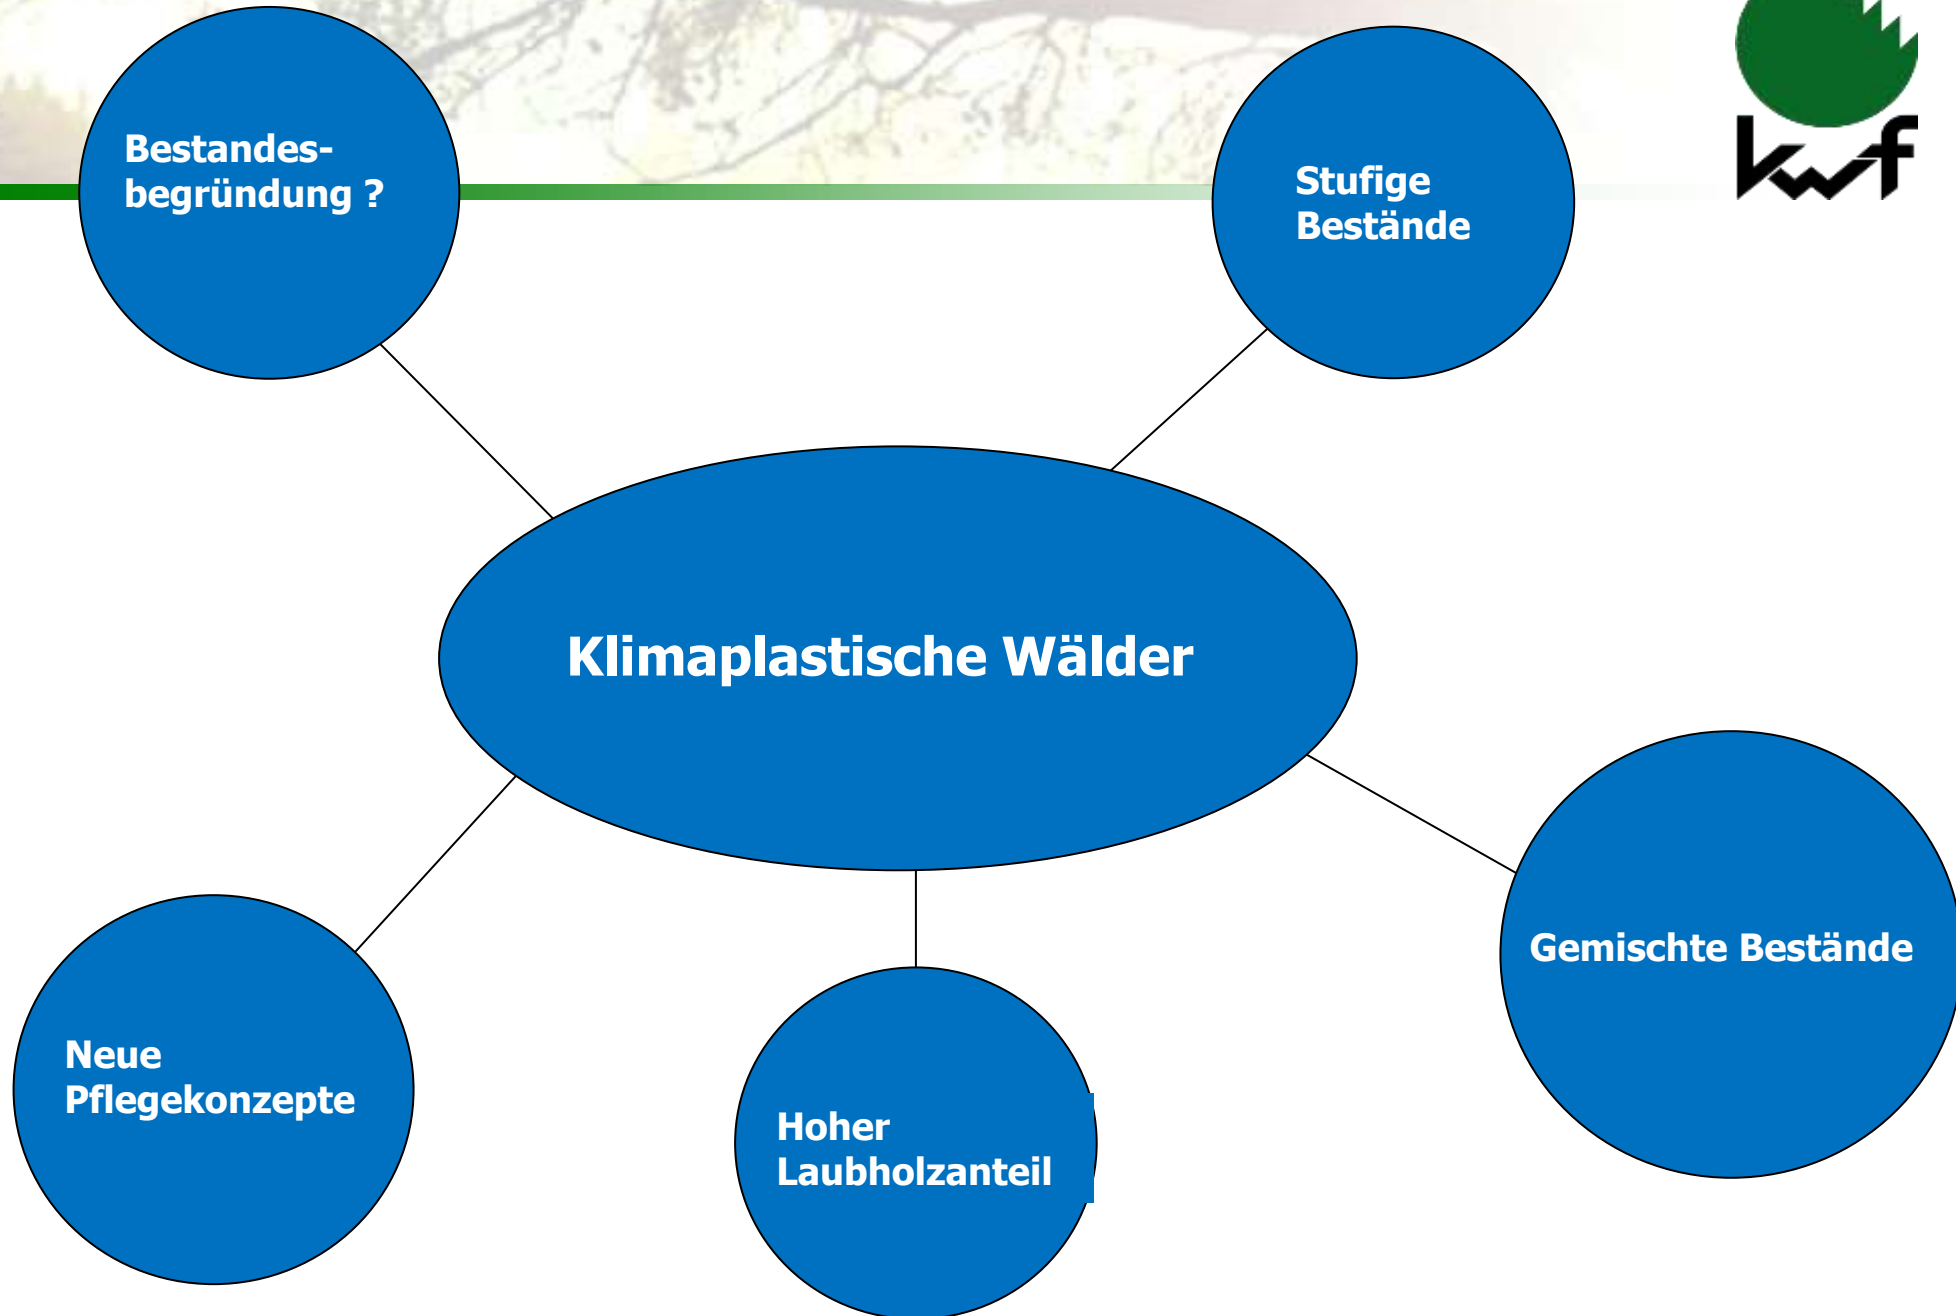 Bestandes-
begründung ?
Stufige
Bestände
kwf
Klimaplastische Wälder
Gemischte Bestände
Neue
Pflegekonzepte
Hoher
Laubholzanteil